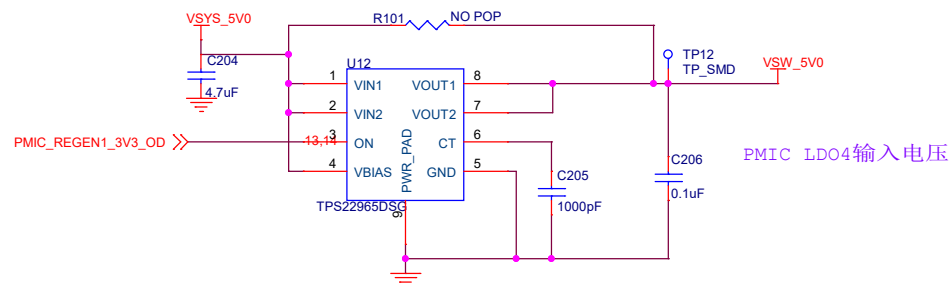 VSYS_5V0
R101
NO POP
C204
4.7uF
U12
TP12
TP_SMD
VSW_5V0
1
VIN1
VOUT1
8
2
VIN2
VOUT2
7
PMIC_REGEN1_3V3_OD
3
13,14
ON
CT
6
4
VBIAS
GND
5
PWR_PAD
TPS22965DSG
9
C205
1000pF
C206
0.1uF
PMIC LDO4输入电压